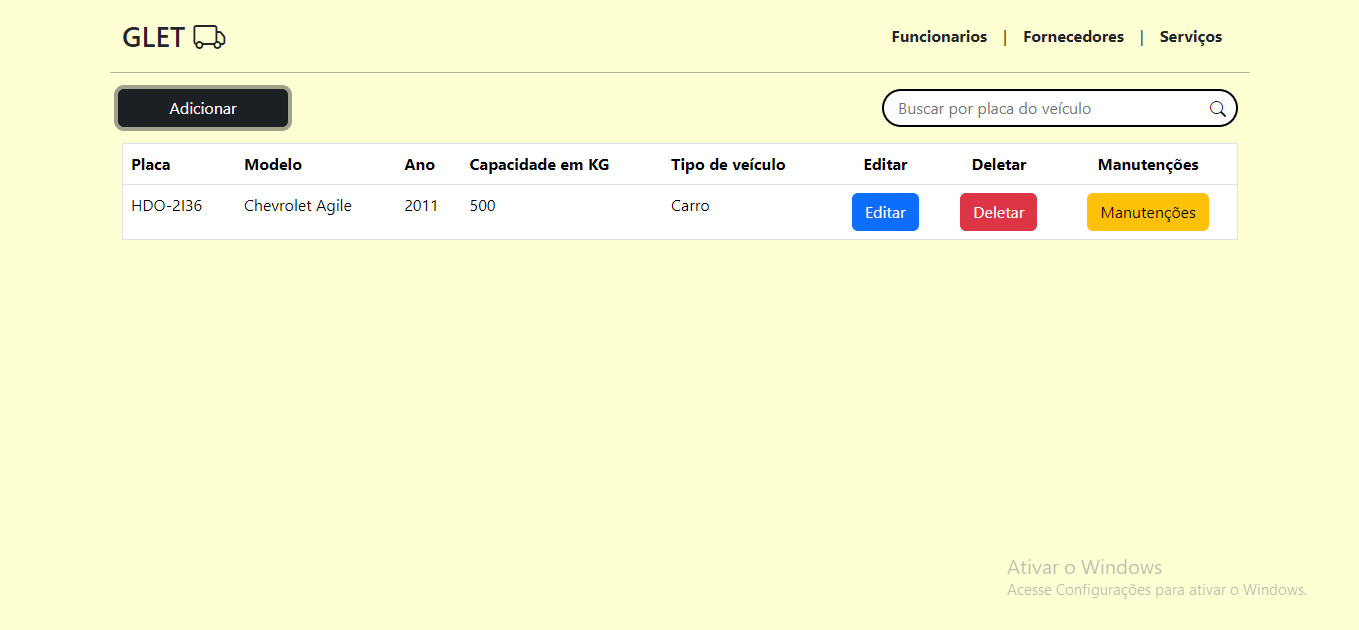 GLET
Funcionarios | Fornecedores | Serviços
Adicionar
Buscar por placa do veículo
Placa Modelo Ano Capacidade em KG Tipo de veículo Editar Deletar Manutenções
HDO-2I36 Chevrolet Agile 2011 500 Carro Editar Deletar Manutenções
Ativar o Windows
Acesse Configurações para ativar o Windows.